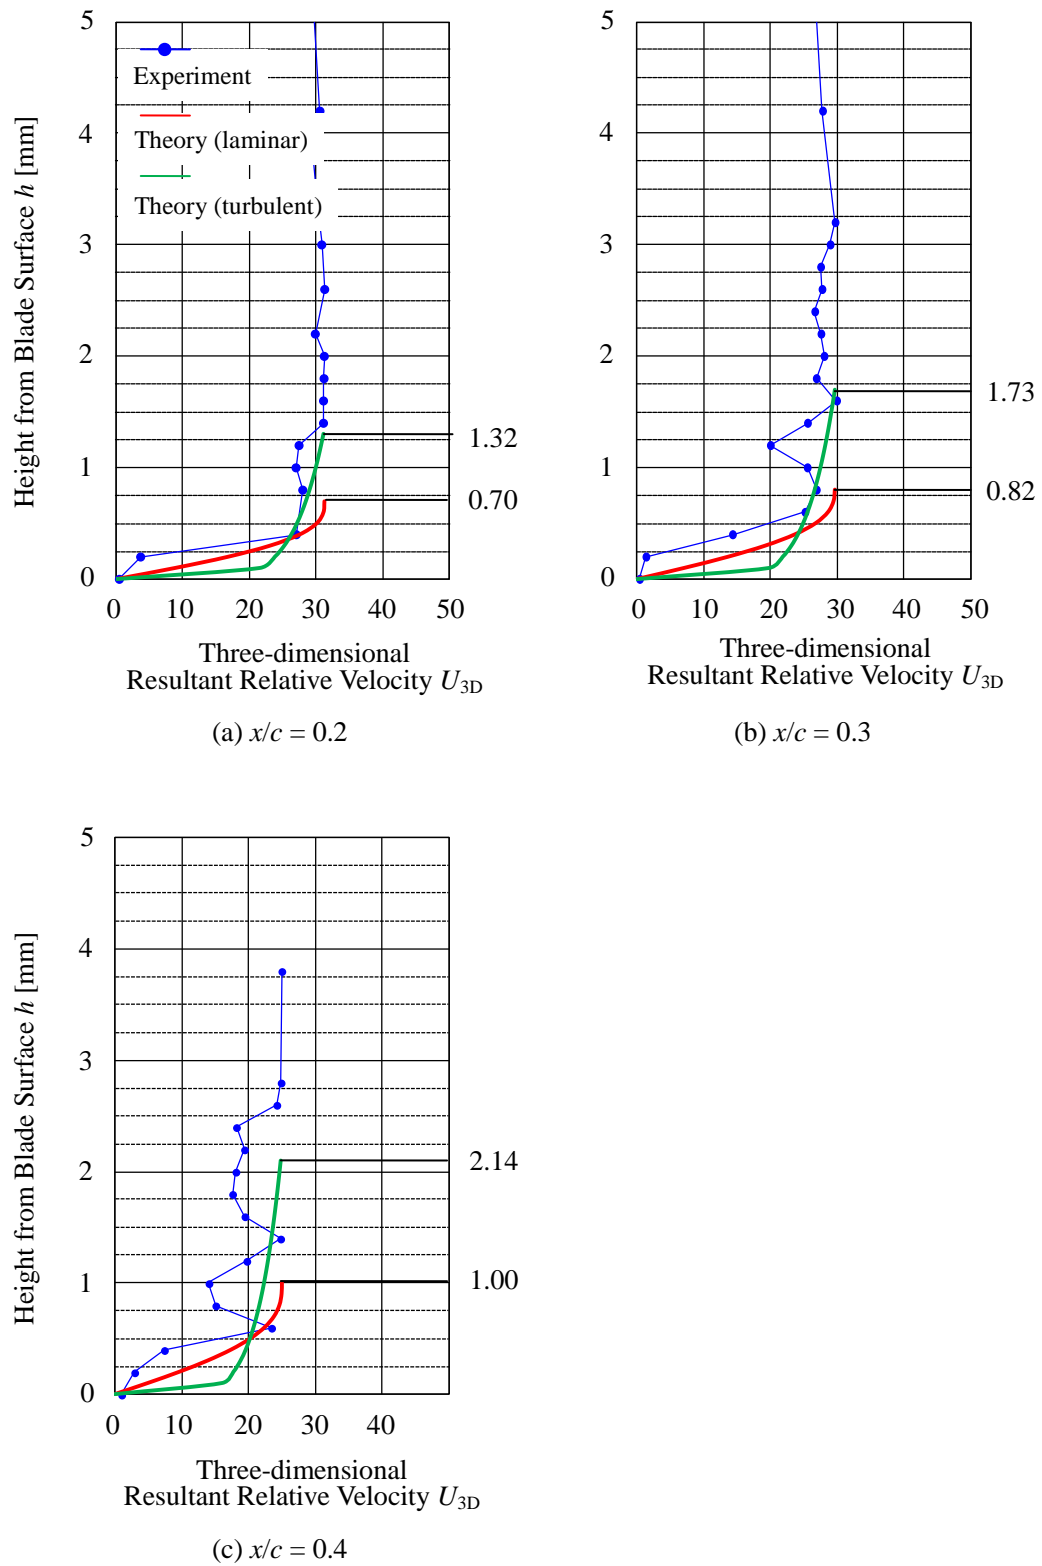 5
4
3
2
1
0
Height from Blade Surface h [mm]
Experiment
Theory (laminar)
Theory (turbulent)
1.32
0.70
0 10 20 30 40 50
Three-dimensional
Resultant Relative Velocity U3D
(a) x/c = 0.2
5
4
3
2
1
0
1.73
0.82
0 10 20 30 40 50
Three-dimensional
Resultant Relative Velocity U3D
(b) x/c = 0.3
5
4
3
2
1
0
Height from Blade Surface h [mm]
2.14
1.00
0 10 20 30 40
Three-dimensional
Resultant Relative Velocity U3D
(c) x/c = 0.4